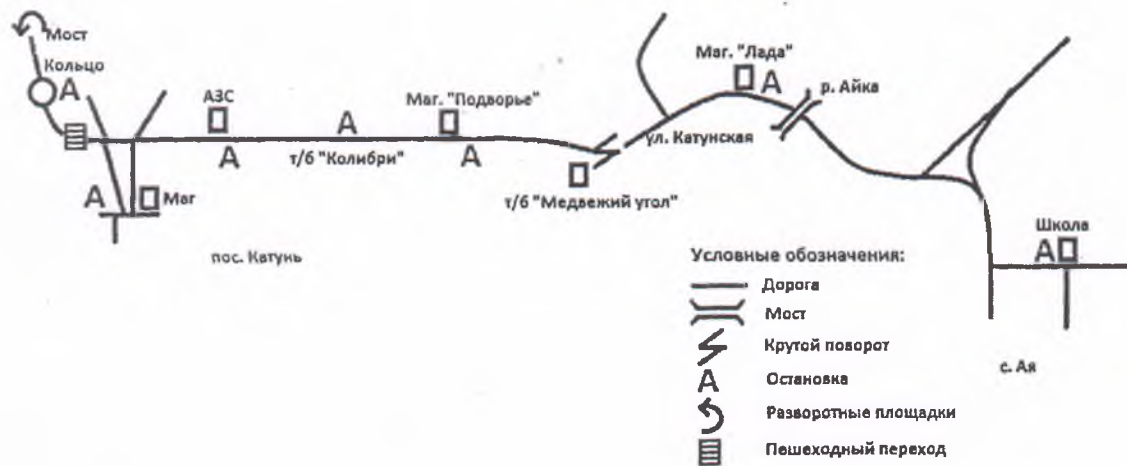 Мост
Кольцо
А
АЗС
А
А
т/б "Колибри"
Маг. "Подворье"
А
Маг. "Лада"
А
р. Айка
ул. Катунская
т/б "Медвежий угол"
А
Маг
пос. Катунь
Школа
А
с. Ая
Условные обозначения:
Дорога
Мост
Крутой поворот
А Остановка
Разворотные площадки
Пешеходный переход